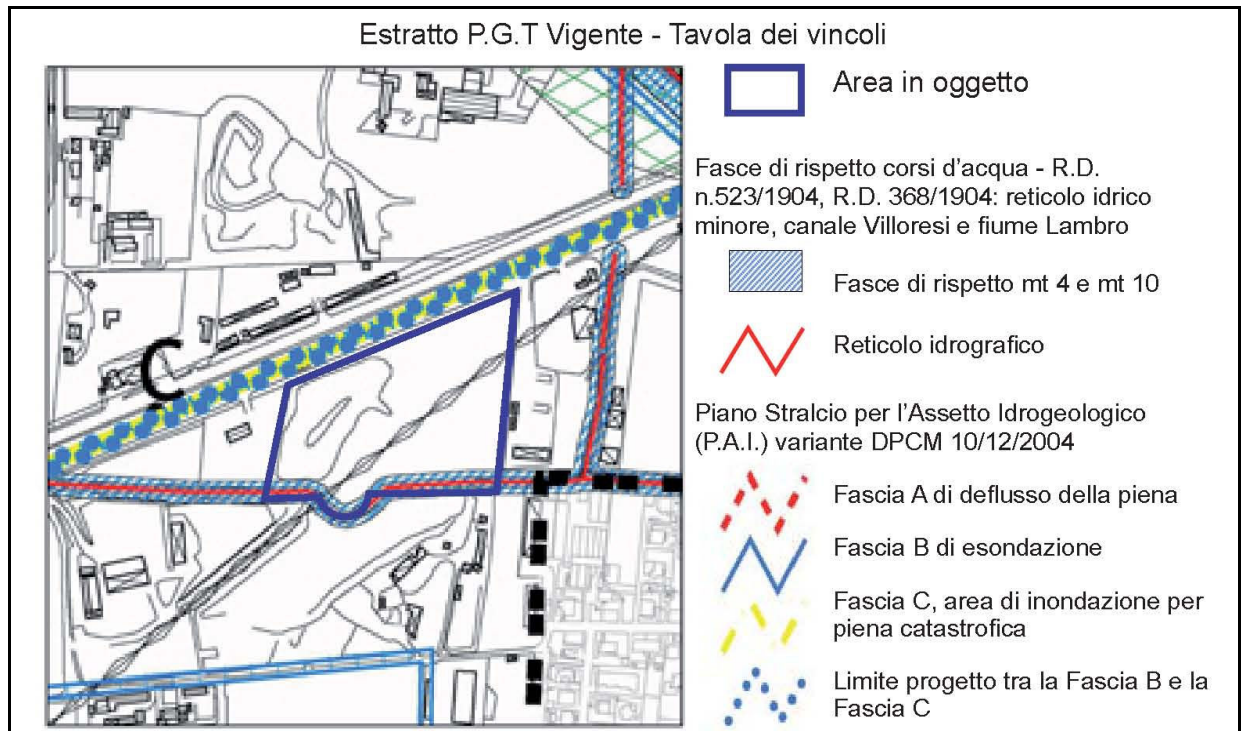 Estratto P.G.T Vigente - Tavola dei vincoli
C
Area in oggetto
Fasce di rispetto corsi d'acqua - R.D.
n.523/1904, R.D. 368/1904: reticolo idrico
minore, canale Villoresi e fiume Lambro
Fasce di rispetto mt 4 e mt 10
Reticolo idrografico
Piano Stralcio per l'Assetto Idrogeologico
(P.A.I.) variante DPCM 10/12/2004
Fascia A di deflusso della piena
Fascia B di esondazione
Fascia C, area di inondazione per
piena catastrofica
Limite progetto tra la Fascia B e la
Fascia C